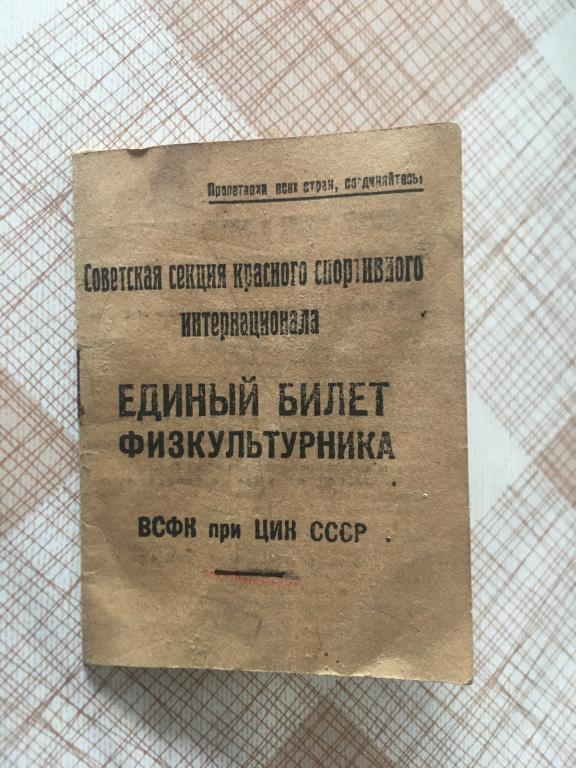 Пролетарии всех стран, соединяйтесь!
Советская секция красного спортивного
интернационала
ЕДИНЫЙ БИЛЕТ
ФИЗКУЛЬТУРНИКА
ВСФК при ЦИК СССР